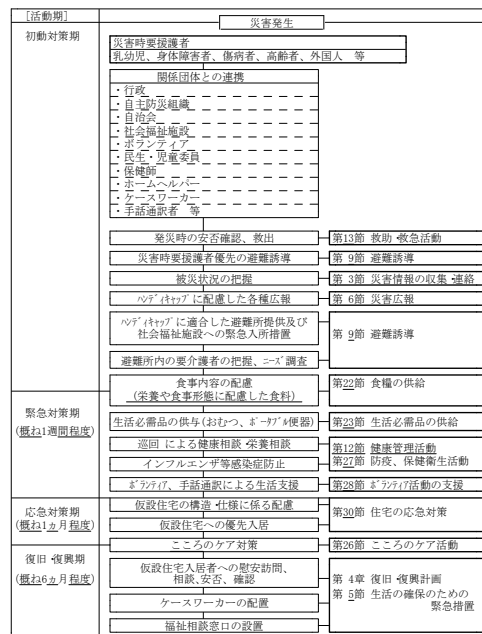 [活動期]
災害発生
初動対策期
災害時要援護者
乳幼児、身体障害者、傷病者、高齢者、外国人　等
関係団体との連携
・行政
・自主防災組織
・自治会
・社会福祉施設
・ボランティア
・民生・児童委員
・保健師
・ホームヘルパー
・ケースワーカー
・手話通訳者　等
発災時の安否確認、救出
第13節 救助・救急活動
災害時要援護者優先の避難誘導
第 9節 避難誘導
被災状況の把握
第 3節 災害情報の収集・連絡
ハンディキャップに配慮した各種広報
第 6節 災害広報
ハンディキャップに適合した避難所提供及び
社会福祉施設への緊急入所措置
第 9節 避難誘導
避難所内の要介護者の把握、ニーズ調査
食事内容の配慮
(栄養や食事形態に配慮した食料)
第22節 食糧の供給
緊急対策期
(概ね1週間程度)
生活必需品の供与(おむつ、ポータブル便器)
第23節 生活必需品の供給
巡回 による健康相談・栄養相談
第12節 健康管理活動
インフルエンザ等感染症防止
第27節 防疫、保健衛生活動
ボランティア、手話通訳による生活支援
第28節 ボランティア活動の支援
応急対策期
(概ね1ヵ月程度)
仮設住宅の構造・仕様に係る配慮
第30節 住宅の応急対策
仮設住宅への優先入居
復旧・復興期
(概ね6ヵ月程度)
こころのケア対策
第26節 こころのケア活動
仮設住宅入居者への慰安訪問、
相談、安否、確認
第 4章 復旧・復興計画
第 5節 生活の確保のための
緊急措置
ケースワーカーの配置
福祉相談窓口の設置